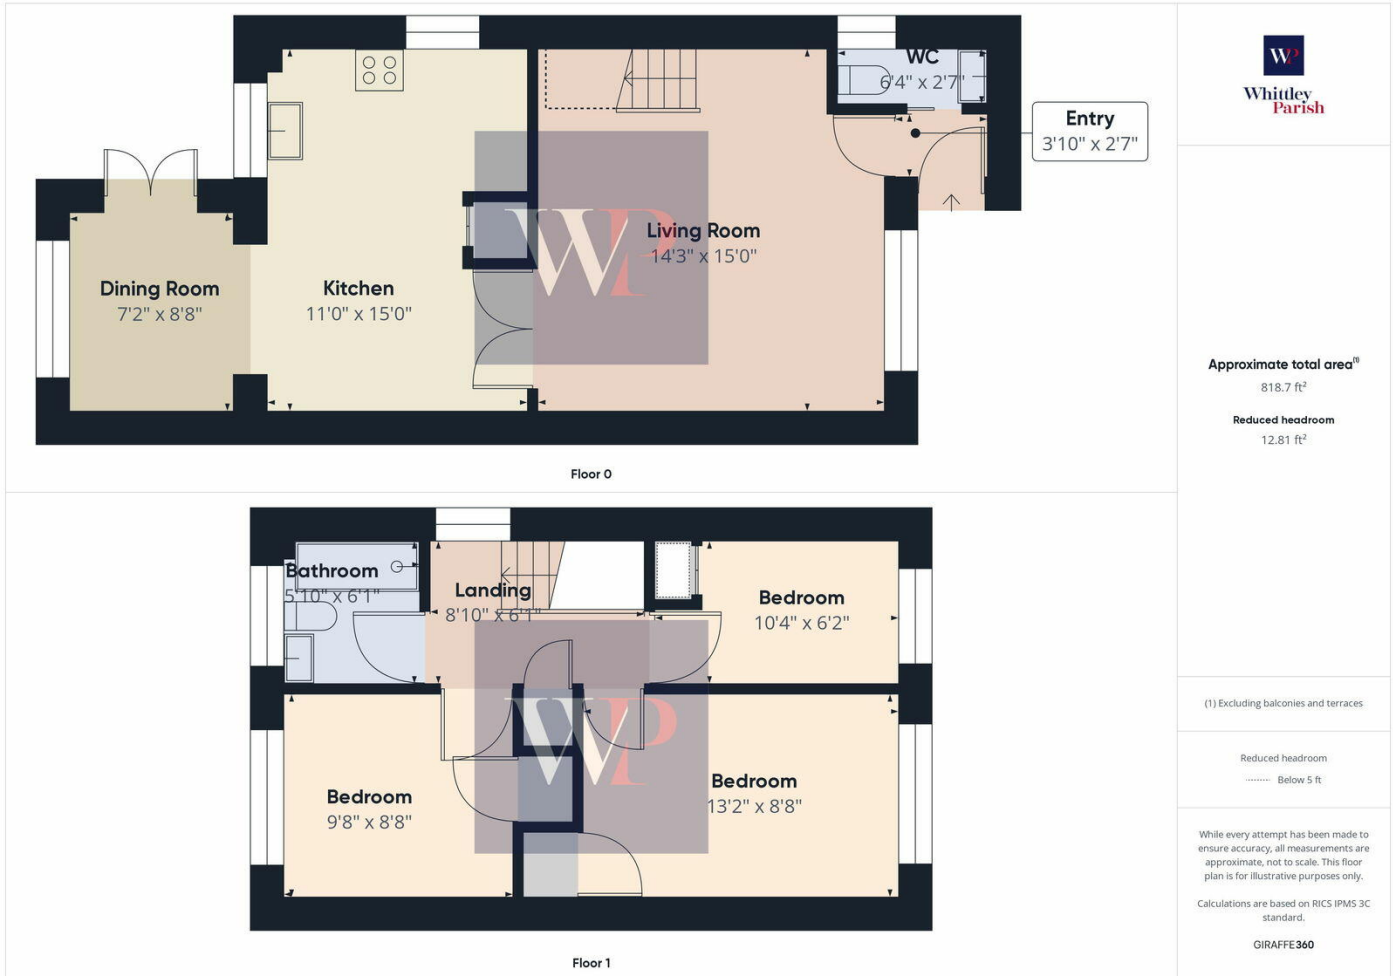 WC
6'4" x 2'7"
Entry
3'10" x 2'7"
Living Room
14'3" x 15'0"
Dining Room
7'2" x 8'8"
Kitchen
11'0" x 15'0"
WP
Floor 0
Bathroom
5'10" x 6'1"
Landing
8'10" x 6'1"
Bedroom
10'4" x 6'2"
WP
Bedroom
9'8" x 8'8"
Bedroom
13'2" x 8'8"
Floor 1
WP
Whittley
Parish
Approximate total area(1)
818.7 ft²
Reduced headroom
12.81 ft²
(1) Excluding balconies and terraces
Reduced headroom
Below 5 ft
While every attempt has been made to
ensure accuracy, all measurements are
approximate, not to scale. This floor
plan is for illustrative purposes only.
Calculations are based on RICS IPMS 3C
standard.
GIRAFFE360